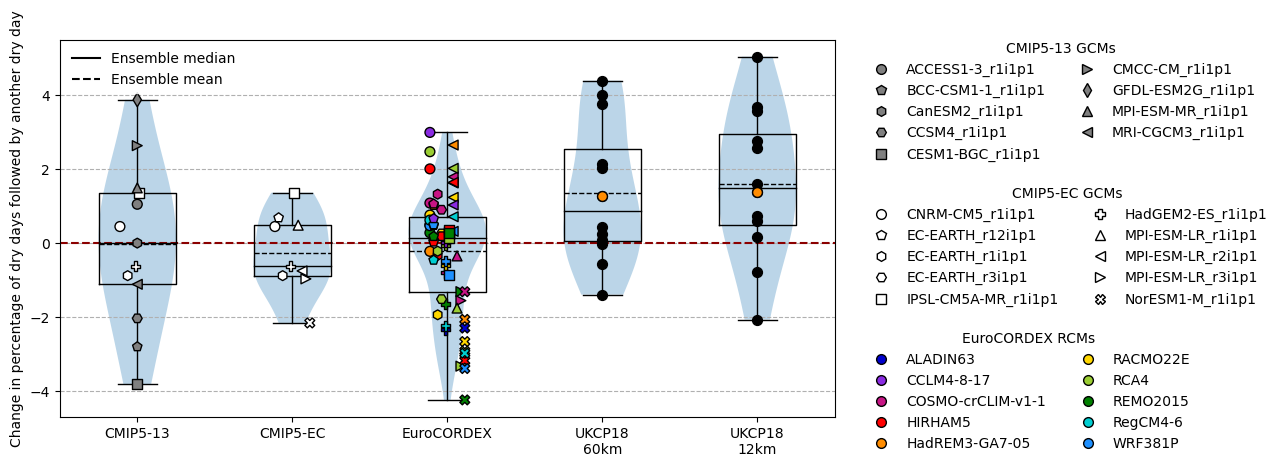 Change in percentage of dry days followed by another dry day
Ensemble median
Ensemble mean
4
2
0
−2
−4
CMIP5-13
CMIP5-EC
EuroCORDEX
UKCP18
60km
UKCP18
12km
CMIP5-13 GCMs
ACCESS1-3_r1i1p1
BCC-CSM1-1_r1i1p1
CanESM2_r1i1p1
CCSM4_r1i1p1
CESM1-BGC_r1i1p1
CMCC-CM_r1i1p1
GFDL-ESM2G_r1i1p1
MPI-ESM-MR_r1i1p1
MRI-CGCM3_r1i1p1
CMIP5-EC GCMs
CNRM-CM5_r1i1p1
EC-EARTH_r12i1p1
EC-EARTH_r1i1p1
EC-EARTH_r3i1p1
IPSL-CM5A-MR_r1i1p1
HadGEM2-ES_r1i1p1
MPI-ESM-LR_r1i1p1
MPI-ESM-LR_r2i1p1
MPI-ESM-LR_r3i1p1
NorESM1-M_r1i1p1
EuroCORDEX RCMs
ALADIN63
CCLM4-8-17
COSMO-crCLIM-v1-1
HIRHAM5
HadREM3-GA7-05
RACMO22E
RCA4
REMO2015
RegCM4-6
WRF381P